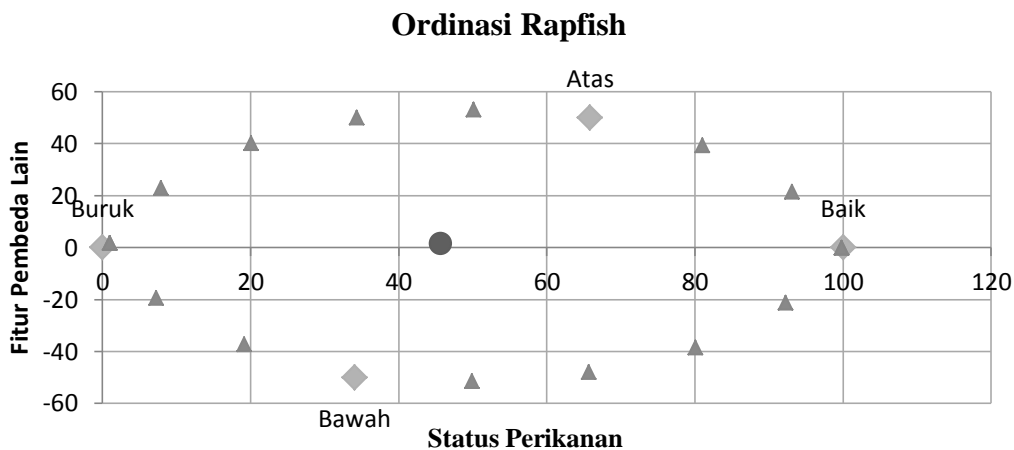 Ordinasi Rapfish
Atas
60
40
20
Buruk
Baik
0
0
20
40
60
80
100
120
-20
-40
-60
Bawah
Fitur Pembeda Lain
Status Perikanan